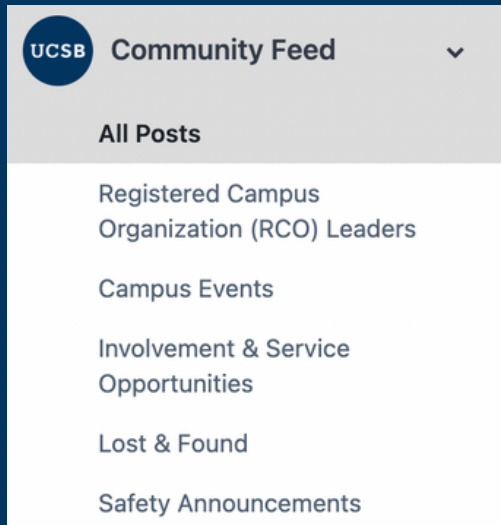 UCSB Community Feed
All Posts
Registered Campus
Organization (RCO) Leaders
Campus Events
Involvement & Service
Opportunities
Lost & Found
Safety Announcements